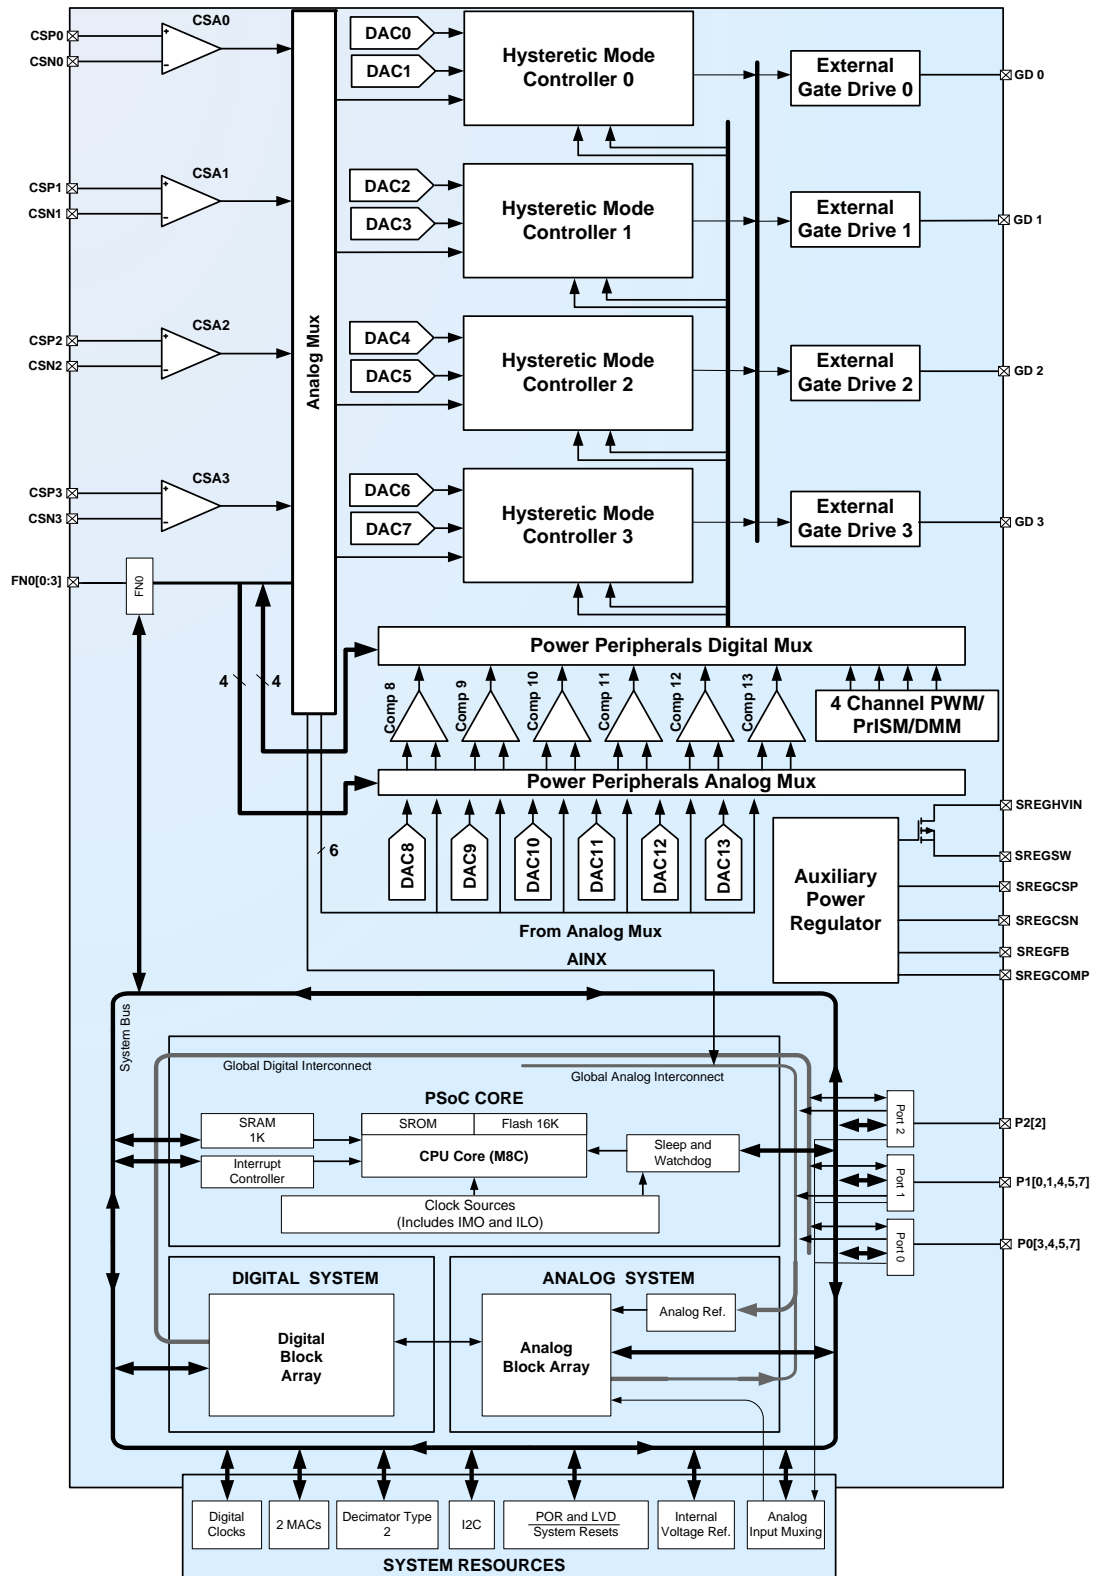 CSA0
CSP0
CSN0
DAC0
DAC1
Hysteretic Mode
Controller 0
External
Gate Drive 0
GD 0
CSA1
CSP1
CSN1
DAC2
DAC3
Hysteretic Mode
Controller 1
External
Gate Drive 1
GD 1
CSA2
CSP2
CSN2
Analog Mux
DAC4
DAC5
Hysteretic Mode
Controller 2
External
Gate Drive 2
GD 2
CSA3
CSP3
CSN3
DAC6
DAC7
Hysteretic Mode
Controller 3
External
Gate Drive 3
GD 3
FN0[0:3]
FN0
Power Peripherals Digital Mux
4
4
Comp 8
Comp 9
Comp 10
Comp 11
Comp 12
Comp 13
4 Channel PWM/
PrISM/DMM
Power Peripherals Analog Mux
6
DAC8
DAC9
DAC10
DAC11
DAC12
DAC13
From Analog Mux
AINX
Auxiliary
Power
Regulator
SREGHVIN
SREGSW
SREGCSP
SREGCSN
SREGFB
SREGCOMP
System Bus
Global Digital Interconnect
Global Analog Interconnect
PSoC CORE
SRAM
1K
SROM
Flash 16K
CPU Core (M8C)
Interrupt
Controller
Sleep and
Watchdog
Clock Sources
(Includes IMO and ILO)
Port 2
P2[2]
Port 1
P1[0,1,4,5,7]
Port 0
P0[3,4,5,7]
DIGITAL SYSTEM
Digital
Block
Array
ANALOG SYSTEM
Analog Ref.
Analog
Block Array
Digital
Clocks
2 MACs
Decimator Type
2
I2C
POR and LVD
System Resets
Internal
Voltage Ref.
Analog
Input Muxing
SYSTEM RESOURCES